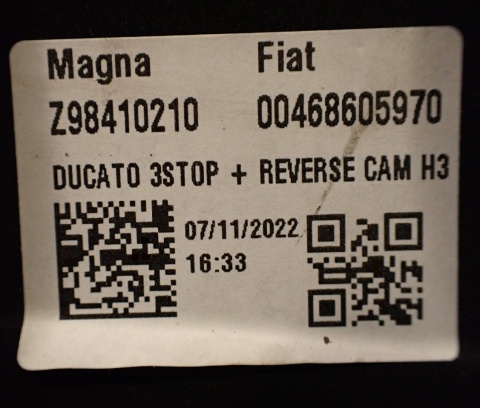 Magna Fiat
Z98410210 00468605970
DUCATO 3STOP + REVERSE CAM H3
07/11/2022
16:33